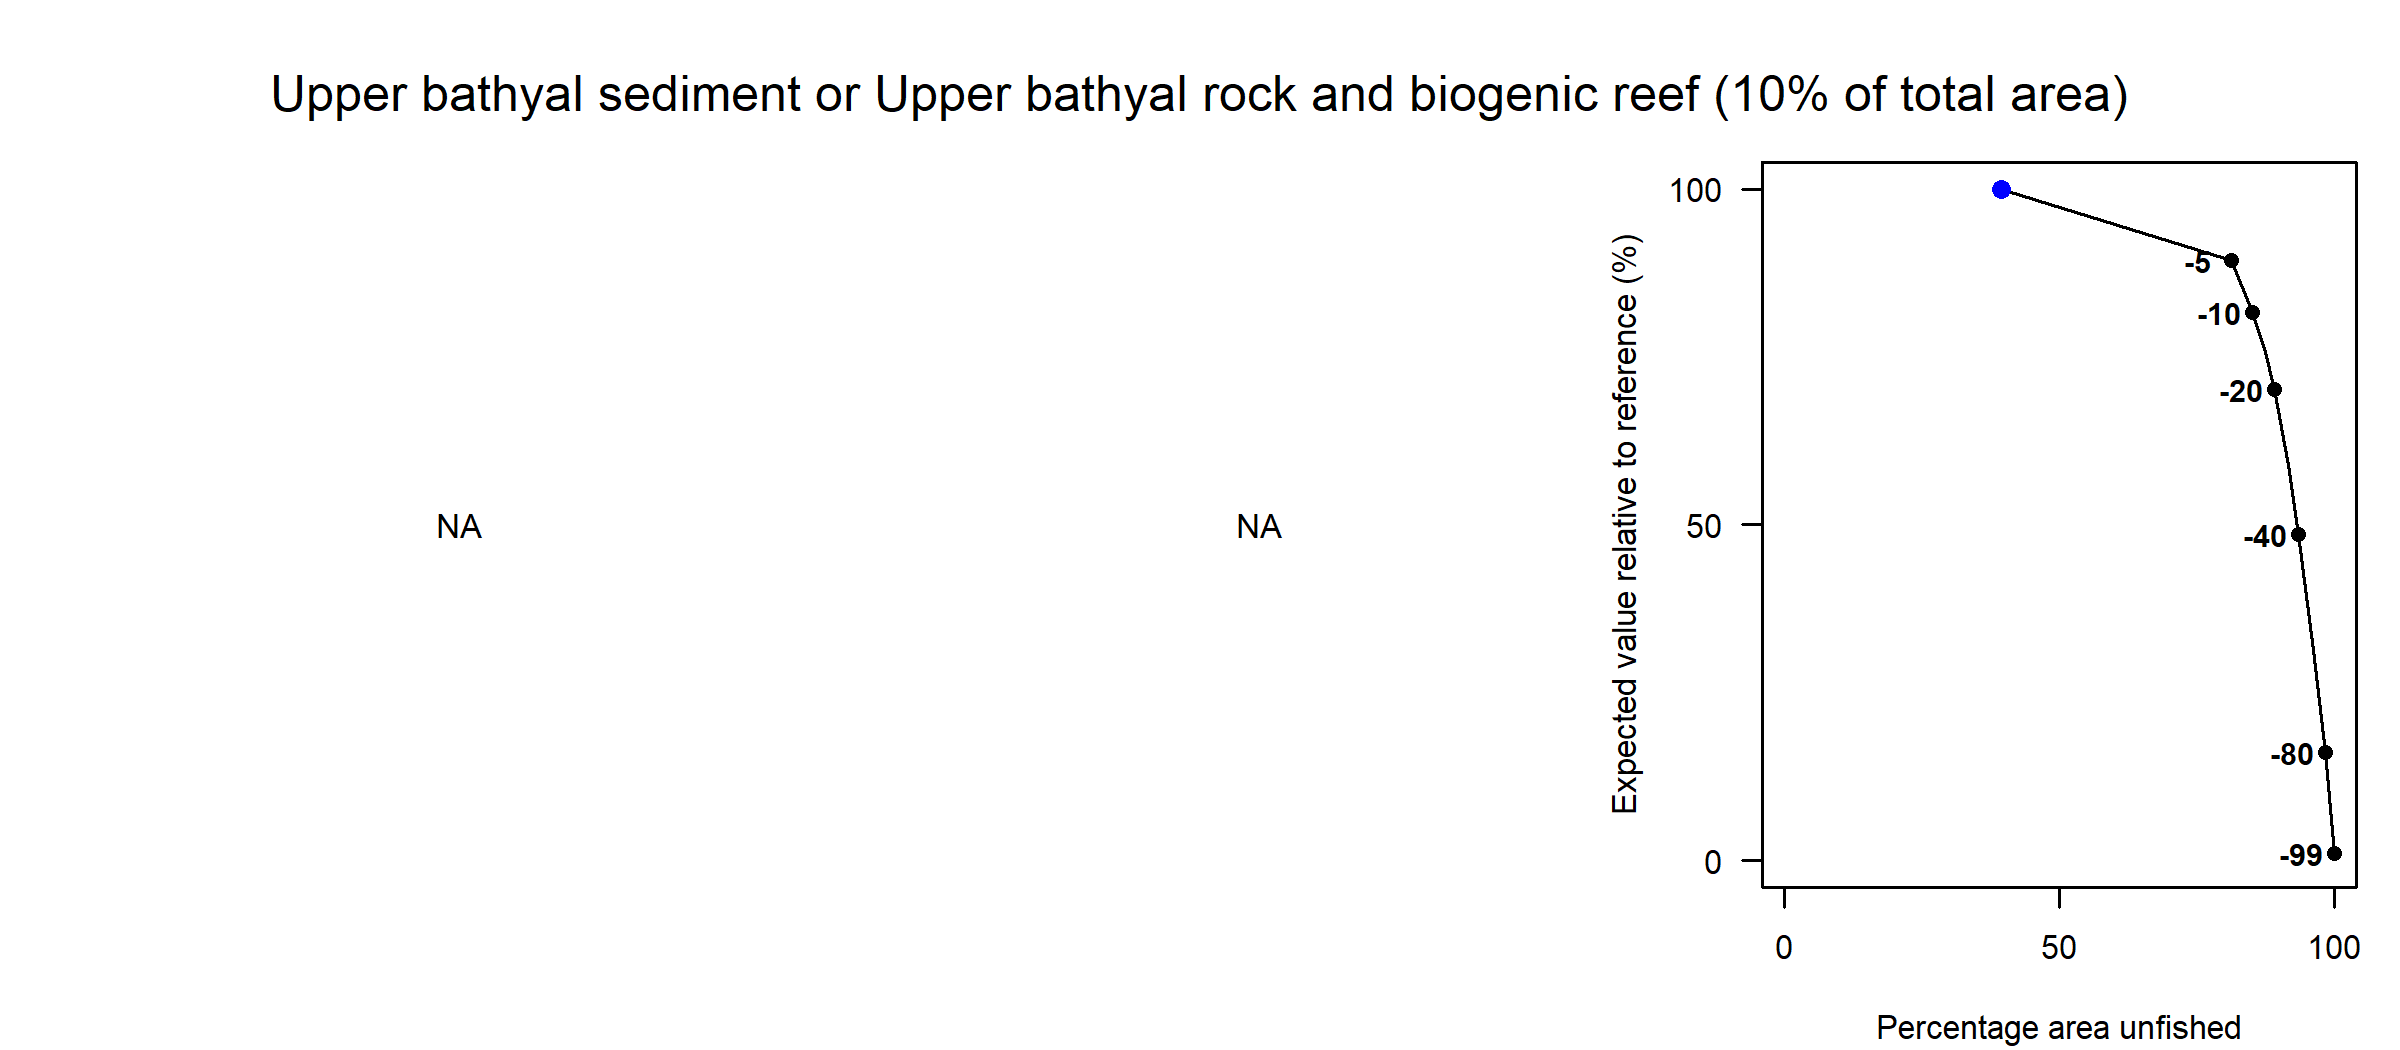 Upper bathyal sediment or Upper bathyal rock and biogenic reef (10% of total area)
NA
NA
Expected value relative to reference (%)
100
50
0
-5
-10
-20
-40
-80
-99
0
50
100
Percentage area unfished